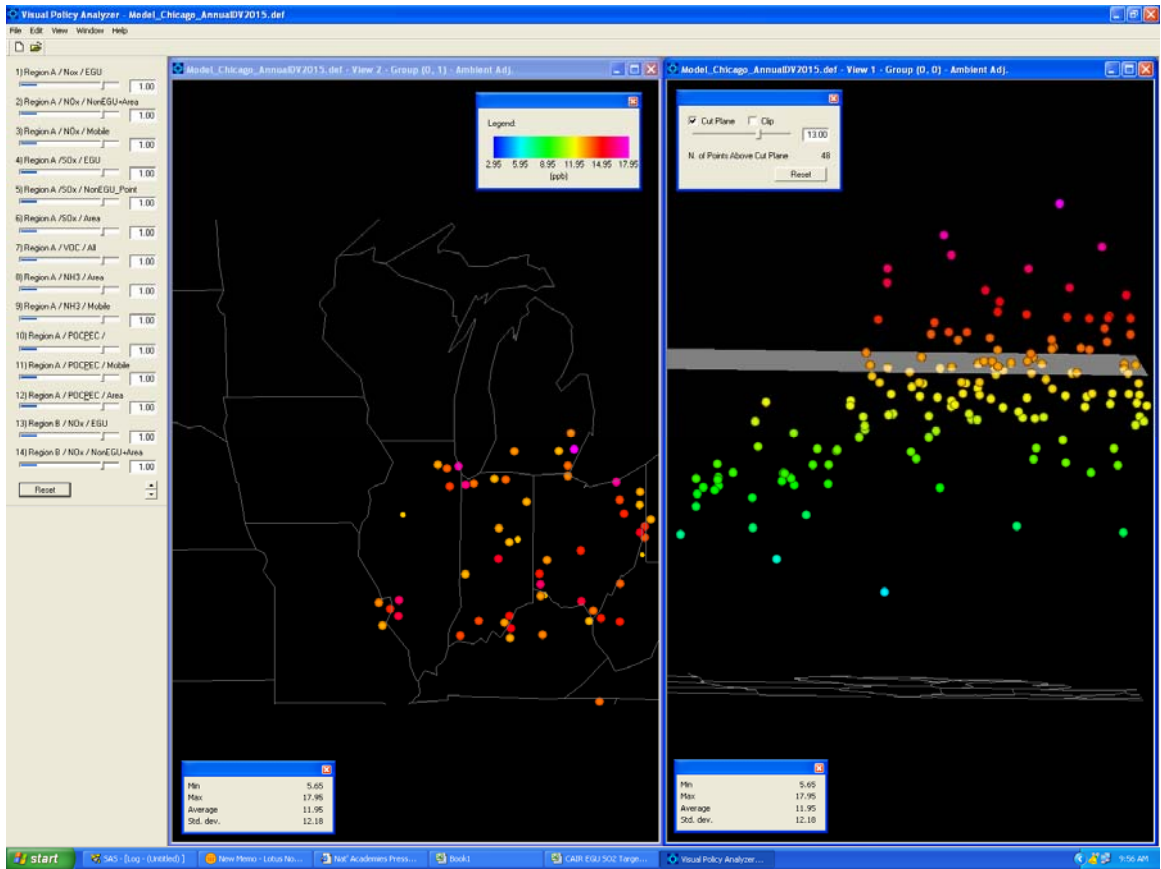 Visual Policy Analyzer - Model_Chicago_AnnualDV2015.def
File Edit View Window Help
1) Region A / Nox / EGU
1.00
2) Region A / NOx / NonEGU+Area
1.00
3) Region A / NOx / Mobile
1.00
4) Region A /SOx / EGU
1.00
5) Region A /SOx / NonEGU_Point
1.00
6) Region A /SOx / Area
1.00
7) Region A / VOC / All
1.00
8) Region A / NH3 / Area
1.00
9) Region A / NH3 / Mobile
1.00
10) Region A / POCPEC /
1.00
11) Region A / POCPEC / Mobile
1.00
12) Region A / POCPEC / Area
1.00
13) Region B / NOx / EGU
1.00
14) Region B / NOx / NonEGU+Area
1.00
Reset
Model_Chicago_AnnualDV2015.def - View 2 - Group (0, 1) - Ambient Adj.
Legend:
2.95 5.95 8.95 11.95 14.95 17.95
(ppb)
Min 5.65
Max 17.95
Average 11.95
Std. dev. 12.18
Model_Chicago_AnnualDV2015.def - View 1 - Group (0, 0) - Ambient Adj.
Cut Plane Clip
13.00
N. of Points Above Cut Plane 48
Reset
Min 5.65
Max 17.95
Average 11.95
Std. dev. 12.18
start SAS - [Log - (Untitled) ] New Memo - Lotus No... Nat' Academies Press... Book1 CAIR EGU SO2 Targe... Visual Policy Analyzer... 9:56 AM